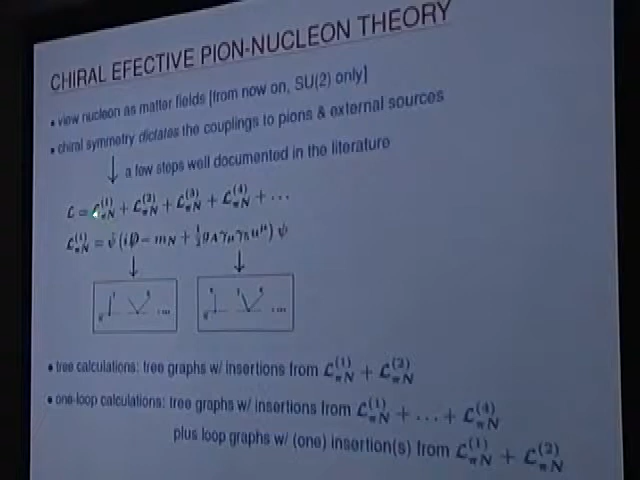 CHIRAL EFECTIVE PION-NUCLEON THEORY
• view nucleon as matter fields [from now on, SU(2) only]
• chiral symmetry dictates the couplings to pions & external sources
↓ a few steps well documented in the literature
ℒ = ℒ_πN^(1) + ℒ_πN^(2) + ℒ_πN^(3) + ℒ_πN^(4) + ...
ℒ_πN^(1) = ψ̄ (iD̸ − m_N + ½ g_A γ_μ γ_5 u^μ) ψ
• tree calculations: tree graphs w/ insertions from ℒ_πN^(1) + ℒ_πN^(2)
• one-loop calculations: tree graphs w/ insertions from ℒ_πN^(1) + ... + ℒ_πN^(4)
plus loop graphs w/ (one) insertion(s) from ℒ_πN^(1) + ℒ_πN^(2)